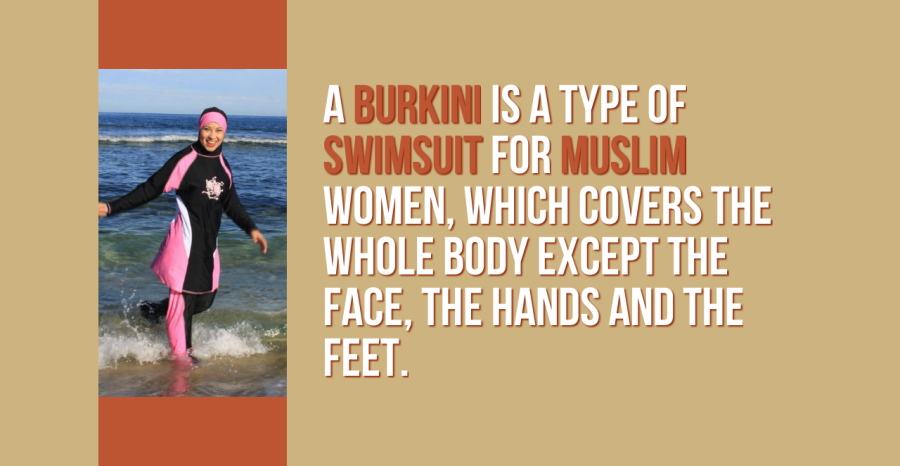 A BURKINI IS A TYPE OF
SWIMSUIT FOR MUSLIM
WOMEN, WHICH COVERS THE
WHOLE BODY EXCEPT THE
FACE, THE HANDS AND THE
FEET.